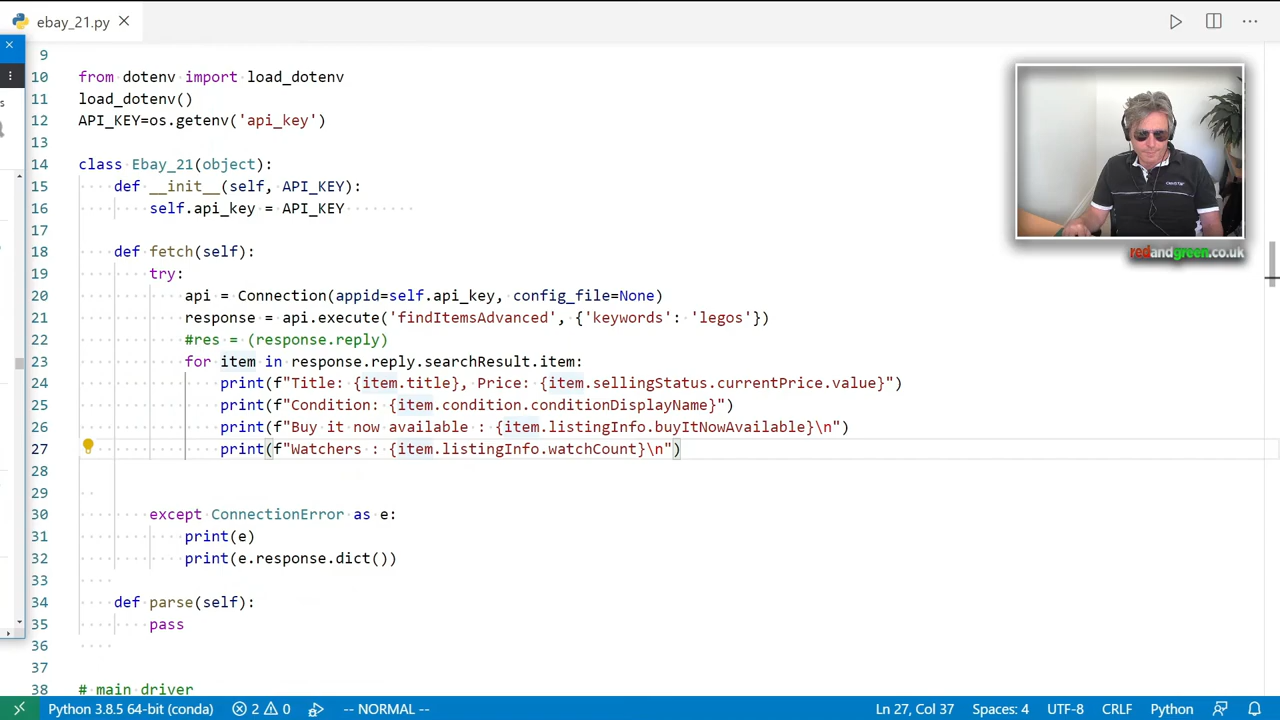 ebay_21.py
9
10 from dotenv import load_dotenv
11 load_dotenv()
12 API_KEY=os.getenv('api_key')
13
14 class Ebay_21(object):
15 def __init__(self, API_KEY):
16 self.api_key = API_KEY
17
18 def fetch(self):
19 try:
20 api = Connection(appid=self.api_key, config_file=None)
21 response = api.execute('findItemsAdvanced', {'keywords': 'legos'})
22 #res = (response.reply)
23 for item in response.reply.searchResult.item:
24 print(f"Title: {item.title}, Price: {item.sellingStatus.currentPrice.value}")
25 print(f"Condition: {item.condition.conditionDisplayName}")
26 print(f"Buy it now available : {item.listingInfo.buyItNowAvailable}\n")
27 print(f"Watchers : {item.listingInfo.watchCount}\n")
28
29
30 except ConnectionError as e:
31 print(e)
32 print(e.response.dict())
33
34 def parse(self):
35 pass
36
37
38 # main driver
redandgreen.co.uk
Python 3.8.5 64-bit (conda) 2 0 -- NORMAL -- Ln 27, Col 37 Spaces: 4 UTF-8 CRLF Python